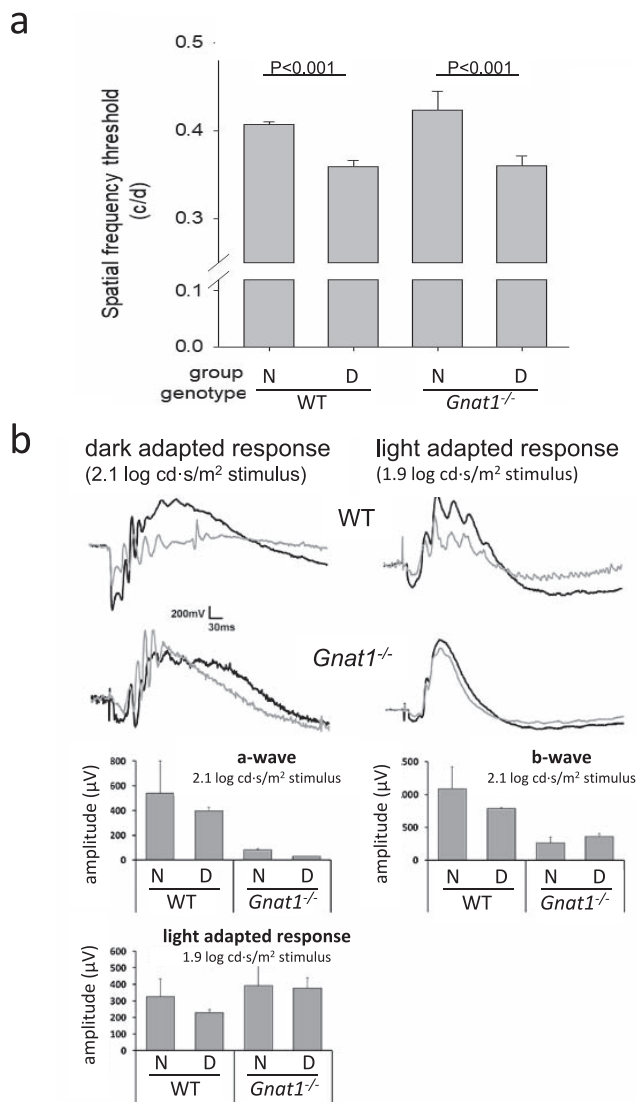 a
0.5
0.4
0.3
0.1
0.0
Spatial frequency threshold
(c/d)
P<0.001
P<0.001
group
N
D
N
D
genotype
WT
Gnat1-/-
b
dark adapted response
(2.1 log cd·s/m² stimulus)
light adapted response
(1.9 log cd·s/m² stimulus)
WT
200mV
30ms
Gnat1-/-
a-wave
2.1 log cd·s/m² stimulus
amplitude (µV)
800
600
400
200
0
N
D
N
D
WT
Gnat1-/-
b-wave
2.1 log cd·s/m² stimulus
amplitude (µV)
500
0
N
D
N
D
WT
Gnat1-/-
light adapted response
1.9 log cd·s/m² stimulus
amplitude (µV)
600
500
400
300
200
100
0
N
D
N
D
WT
Gnat1-/-